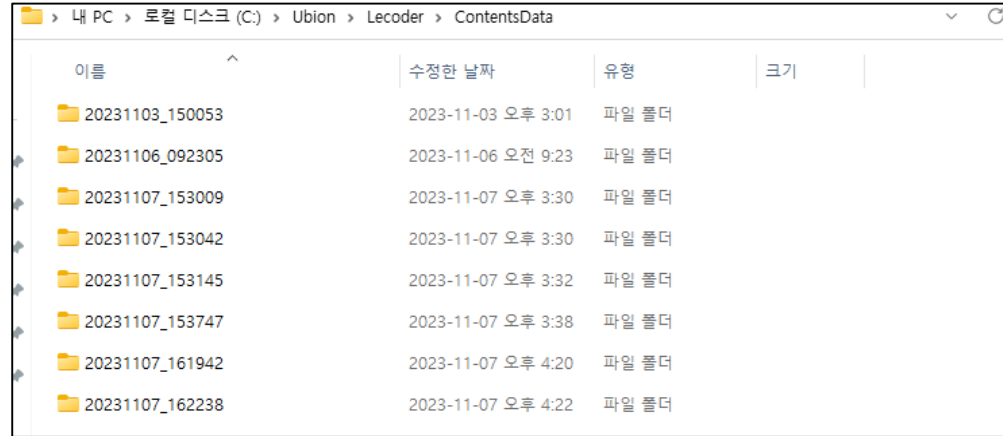 내 PC > 로컬 디스크 (C:) > Ubion > Lecoder > ContentsData
이름 수정한 날짜 유형 크기
20231103_150053 2023-11-03 오후 3:01 파일 폴더
20231106_092305 2023-11-06 오전 9:23 파일 폴더
20231107_153009 2023-11-07 오후 3:30 파일 폴더
20231107_153042 2023-11-07 오후 3:30 파일 폴더
20231107_153145 2023-11-07 오후 3:32 파일 폴더
20231107_153747 2023-11-07 오후 3:38 파일 폴더
20231107_161942 2023-11-07 오후 4:20 파일 폴더
20231107_162238 2023-11-07 오후 4:22 파일 폴더